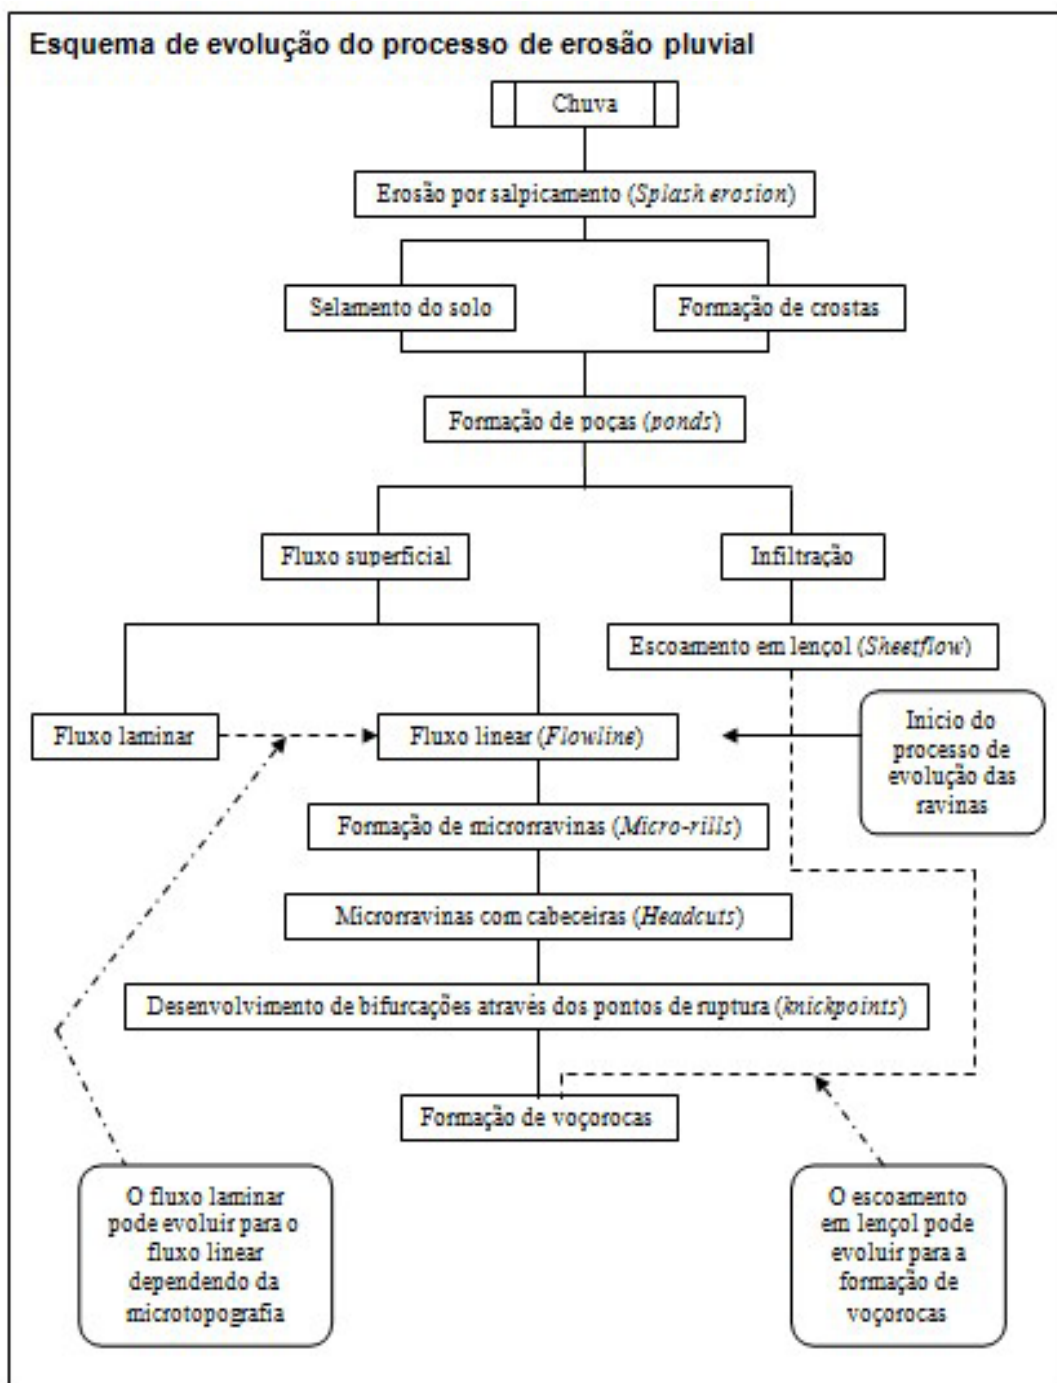 Esquema de evolução do processo de erosão pluvial
Chuva
Erosão por salpicamento (Splash erosion)
Selamento do solo
Formação de crostas
Formação de poças (ponds)
Fluxo superficial
Infiltração
Escoamento em lençol (Sheetflow)
Fluxo laminar
Fluxo linear (Flowline)
Inicio do
processo de
evolução das
ravinas
Formação de microrravinas (Micro-rills)
Microrravinas com cabeceiras (Headcuts)
Desenvolvimento de bifurcações através dos pontos de ruptura (knickpoints)
Formação de voçorocas
O fluxo laminar
pode evoluir para o
fluxo linear
dependendo da
microtopografia
O escoamento
em lençol pode
evoluir para a
formação de
voçorocas